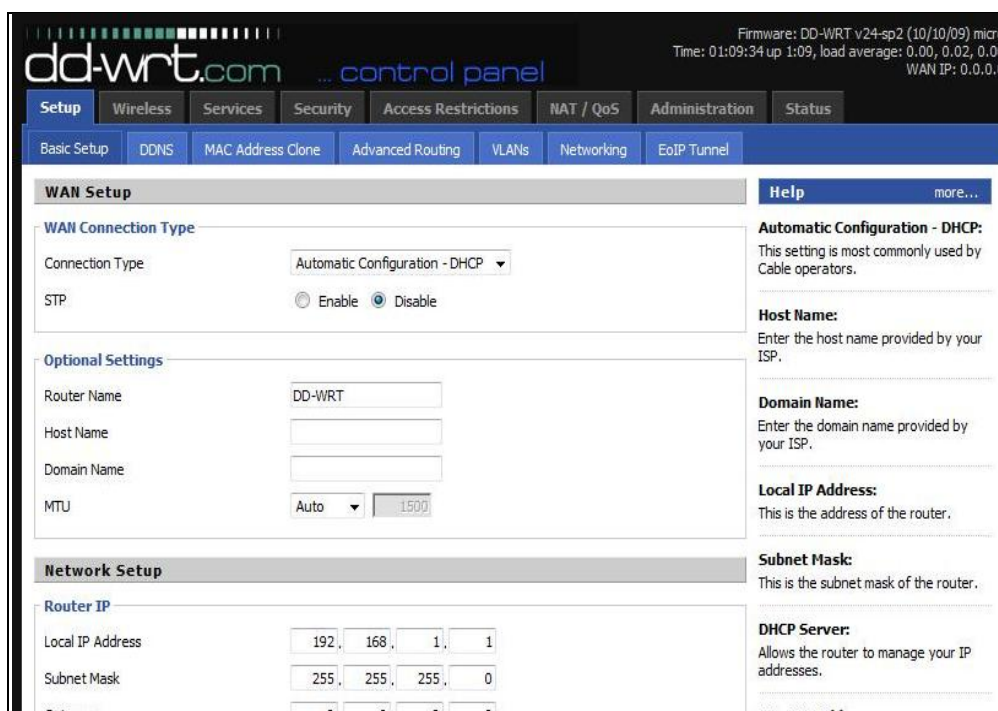 dd-wrt.com ... control panel
Firmware: DD-WRT v24-sp2 (10/10/09)
Time: 01:09:34 up 1:09, load average: 0.00, 0.02,
WAN IP: 0.0.0.
Setup Wireless Services Security Access Restrictions NAT / QoS Administration Status
Basic Setup DDNS MAC Address Clone Advanced Routing VLANs Networking EoIP Tunnel
WAN Setup
WAN Connection Type
Connection Type Automatic Configuration - DHCP
STP Enable Disable
Optional Settings
Router Name DD-WRT
Host Name
Domain Name
MTU Auto 1500
Network Setup
Router IP
Local IP Address 192. 168. 1. 1
Subnet Mask 255. 255. 255. 0
Help more...
Automatic Configuration - DHCP:
This setting is most commonly used by
Cable operators.
Host Name:
Enter the host name provided by your
ISP.
Domain Name:
Enter the domain name provided by
your ISP.
Local IP Address:
This is the address of the router.
Subnet Mask:
This is the subnet mask of the router.
DHCP Server:
Allows the router to manage your IP
addresses.